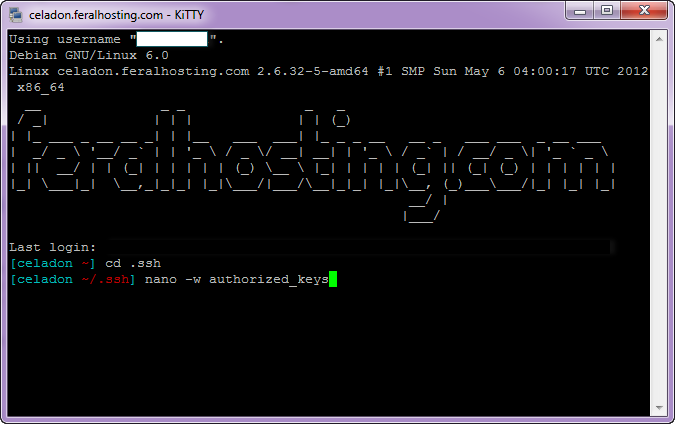 celadon.feralhosting.com - KiTTY
Using username "        ".
Debian GNU/Linux 6.0
Linux celadon.feralhosting.com 2.6.32-5-amd64 #1 SMP Sun May 6 04:00:17 UTC 2012
x86_64
feralhosting.com
Last login:
[celadon ~] cd .ssh
[celadon ~/.ssh] nano -w authorized_keys